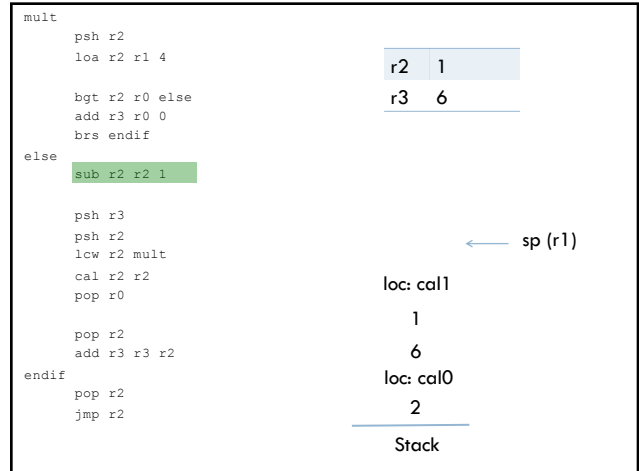 mult
psh r2
loa r2 r1 4
bgt r2 r0 else
add r3 r0 0
brs endif
else
sub r2 r2 1
psh r3
psh r2
lcw r2 mult
cal r2 r2
pop r0
pop r2
add r3 r3 r2
endif
pop r2
jmp r2
r2 1
r3 6
sp (r1)
loc: cal1
1
6
loc: cal0
2
Stack